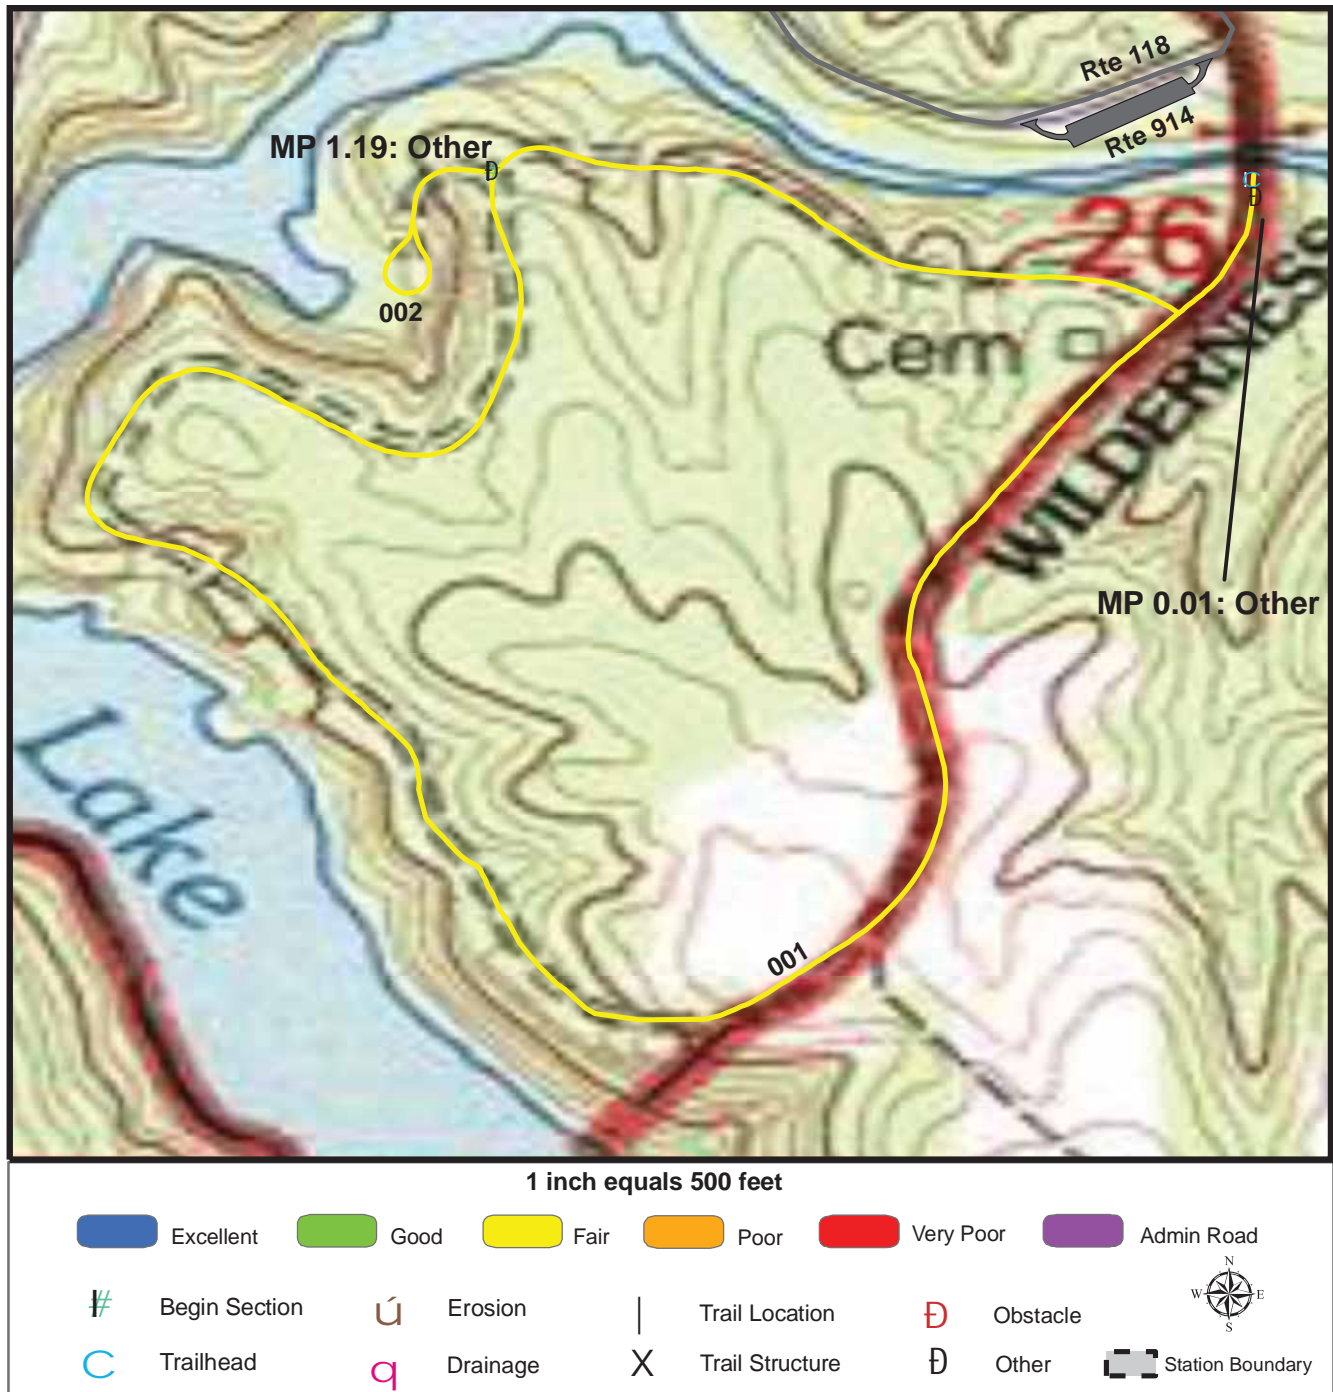 Rte 118
Rte 914
MP 1.19: Other
Đ
C
Đ
26
002
Cem
WILDERNESS
MP 0.01: Other
Lake
001
1 inch equals 500 feet
Excellent Good Fair Poor Very Poor Admin Road
N
W E
S
# Begin Section ú Erosion | Trail Location Đ Obstacle
C Trailhead q Drainage X Trail Structure Đ Other Station Boundary